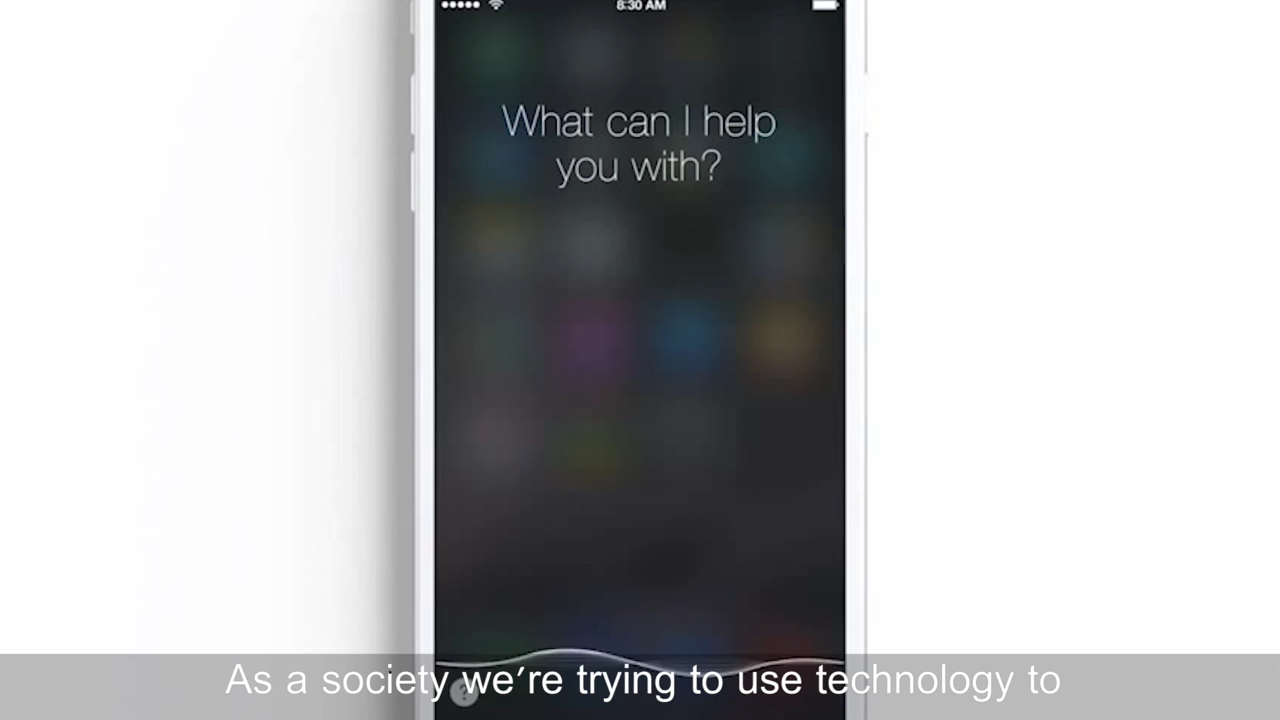 8:30 AM
What can I help
you with?
?
As a society we're trying to use technology to